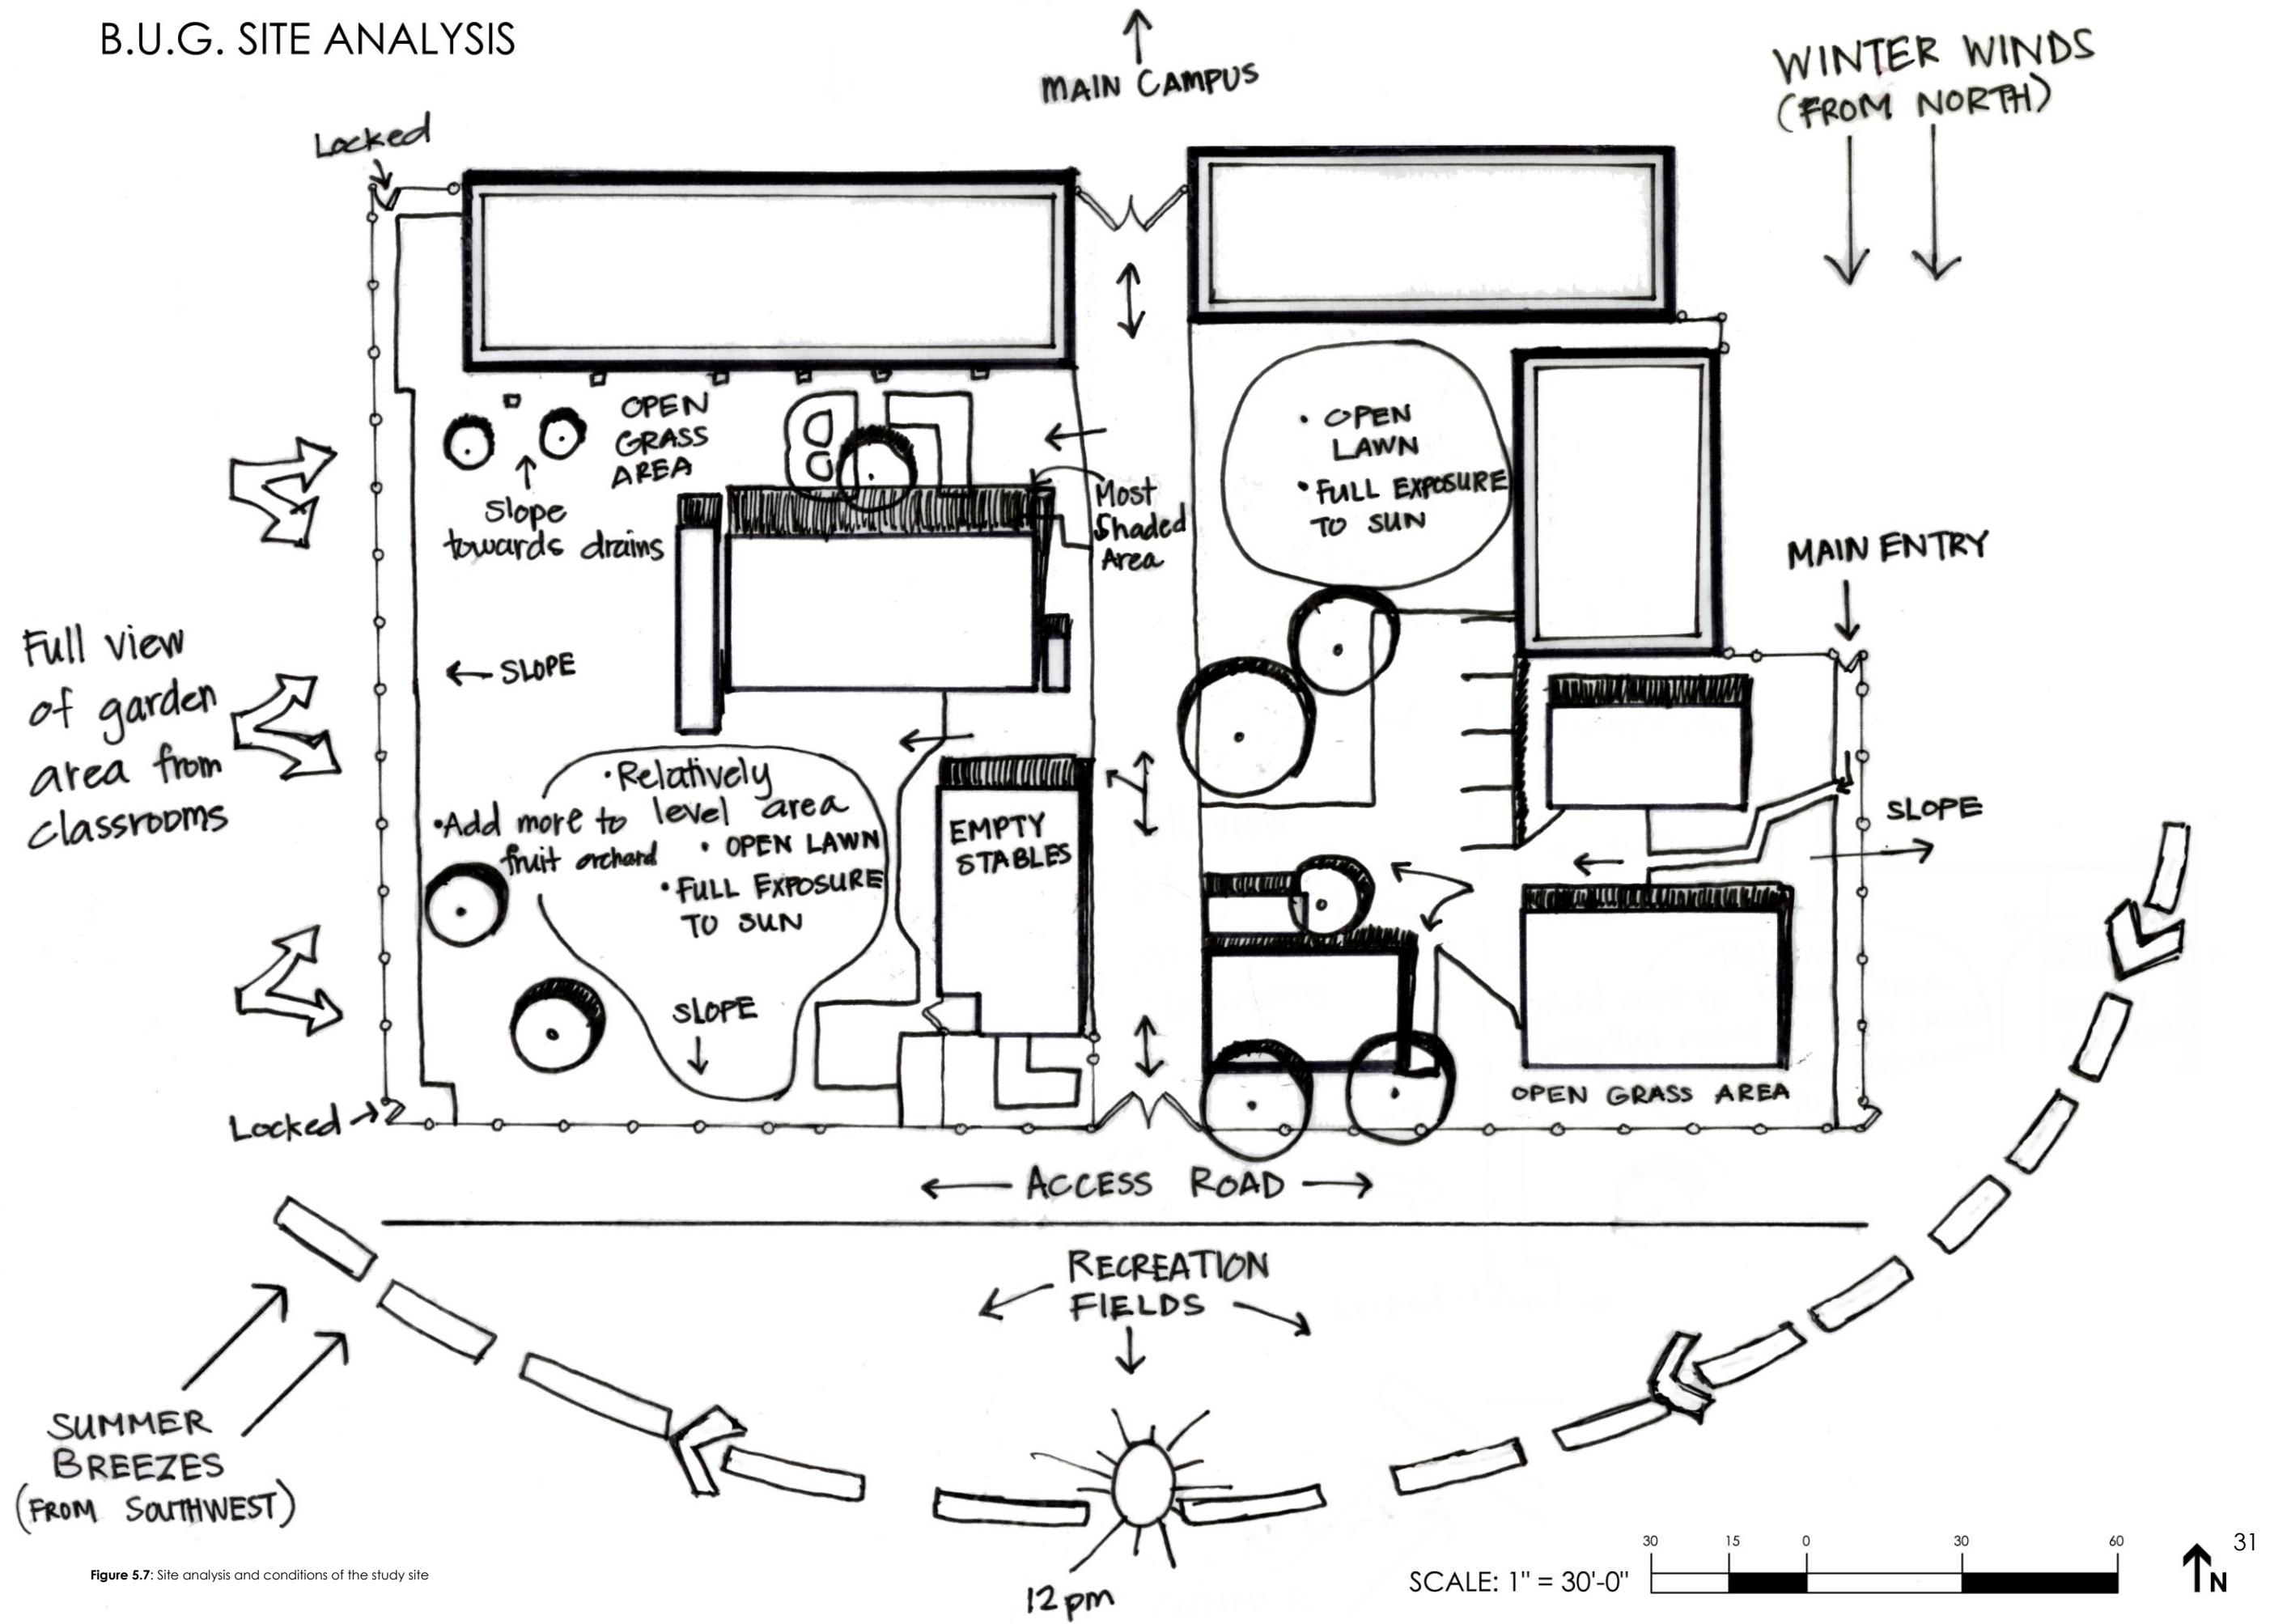 B.U.G. SITE ANALYSIS
MAIN CAMPUS
WINTER WINDS
(FROM NORTH)
Locked
OPEN
GRASS
AREA
Slope
towards drains
Most
Shaded
Area
• OPEN
LAWN
• FULL EXPOSURE
TO SUN
MAIN ENTRY
Full view
of garden
area from
classrooms
SLOPE
• Relatively
level area
• Add more to
fruit orchard
• OPEN LAWN
• FULL EXPOSURE
TO SUN
EMPTY
STABLES
SLOPE
SLOPE
OPEN GRASS AREA
Locked
ACCESS ROAD
RECREATION
FIELDS
SUMMER
BREEZES
(FROM SOUTHWEST)
12pm
Figure 5.7: Site analysis and conditions of the study site
SCALE: 1" = 30'-0"
30 15 0 30 60
N
31